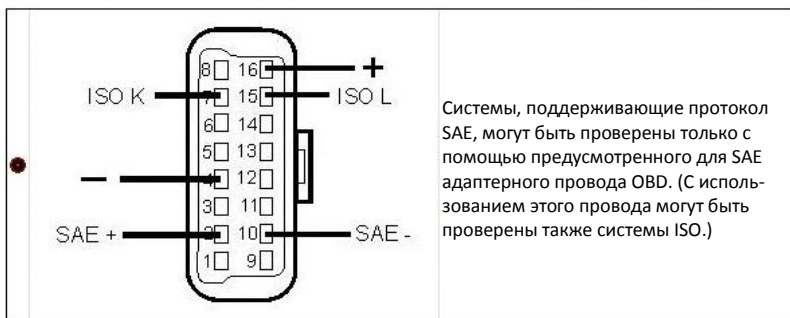 8 16 +
ISO K 7 15 ISO L
6 14
5 13
− 4 12
3 11
SAE + 2 10 SAE -
1 9
Системы, поддерживающие протокол
SAE, могут быть проверены только с
помощью предусмотренного для SAE
адаптерного провода OBD. (С исполь-
зованием этого провода могут быть
проверены также системы ISO.)